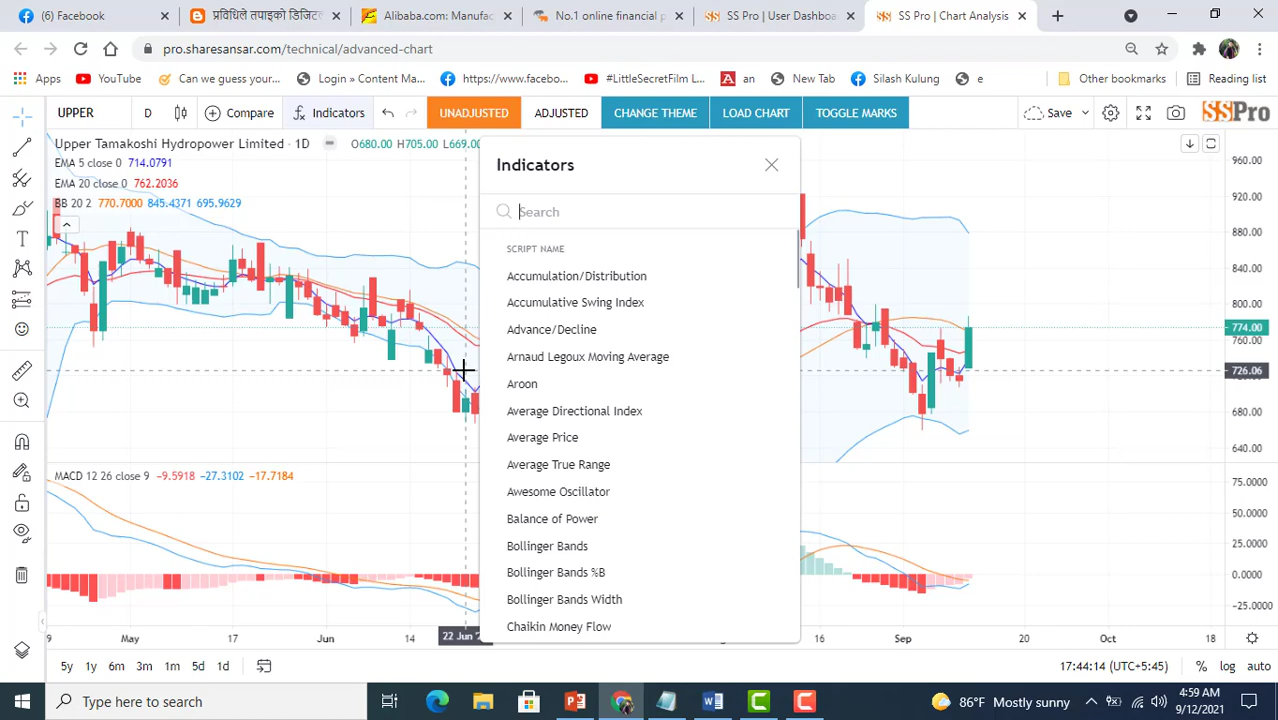 (6) Facebook
प्रविधिले तपाइको डिजिटल
Alibaba.com: Manufac
No.1 online financial p
SS Pro | User Dashboa
SS Pro | Chart Analysis
pro.sharesansar.com/technical/advanced-chart
Apps
YouTube
Can we guess your...
Login » Content Ma...
https://www.facebo...
#LittleSecretFilm L...
an
New Tab
Silash Kulung
e
Other bookmarks
Reading list
UPPER
D
Compare
Indicators
UNADJUSTED
ADJUSTED
CHANGE THEME
LOAD CHART
TOGGLE MARKS
Save
SSPro
Upper Tamakoshi Hydropower Limited · 1D
O680.00 H705.00 L669.00
EMA 5 close 0 714.0791
EMA 20 close 0 762.2036
BB 20 2 770.7000 845.4371 695.9629
Indicators
Search
SCRIPT NAME
Accumulation/Distribution
Accumulative Swing Index
Advance/Decline
Arnaud Legoux Moving Average
Aroon
Average Directional Index
Average Price
Average True Range
Awesome Oscillator
Balance of Power
Bollinger Bands
Bollinger Bands %B
Bollinger Bands Width
Chaikin Money Flow
960.00
920.00
880.00
840.00
800.00
774.00
760.00
726.06
680.00
640.00
MACD 12 26 close 9 −9.5918 −27.3102 −17.7184
75.0000
50.0000
25.0000
0.0000
−25.0000
9
May
17
Jun
14
22 Jun '
16
Sep
20
Oct
18
5y 1y 6m 3m 1m 5d 1d
17:44:14 (UTC+5:45)
% log auto
Type here to search
86°F Mostly sunny
4:59 AM
9/12/2021